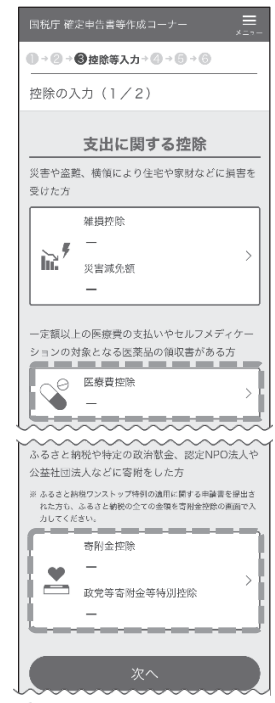 国税庁 確定申告書等作成コーナー
メニュー
1→2→3控除等入力→4→5→6
控除の入力（1／2）
支出に関する控除
災害や盗難、横領により住宅や家財などに損害を
受けた方
雑損控除
―
災害減免額
―
一定額以上の医療費の支払いやセルフメディケー
ションの対象となる医薬品の領収書がある方
医療費控除
―
ふるさと納税や特定の政治献金、認定NPO法人や
公益社団法人などに寄附をした方
※ ふるさと納税ワンストップ特例の適用に関する申請書を提出さ
れた方も、ふるさと納税の全ての金額を寄附金控除の画面で入
力してください。
寄附金控除
―
政党等寄附金等特別控除
―
次へ